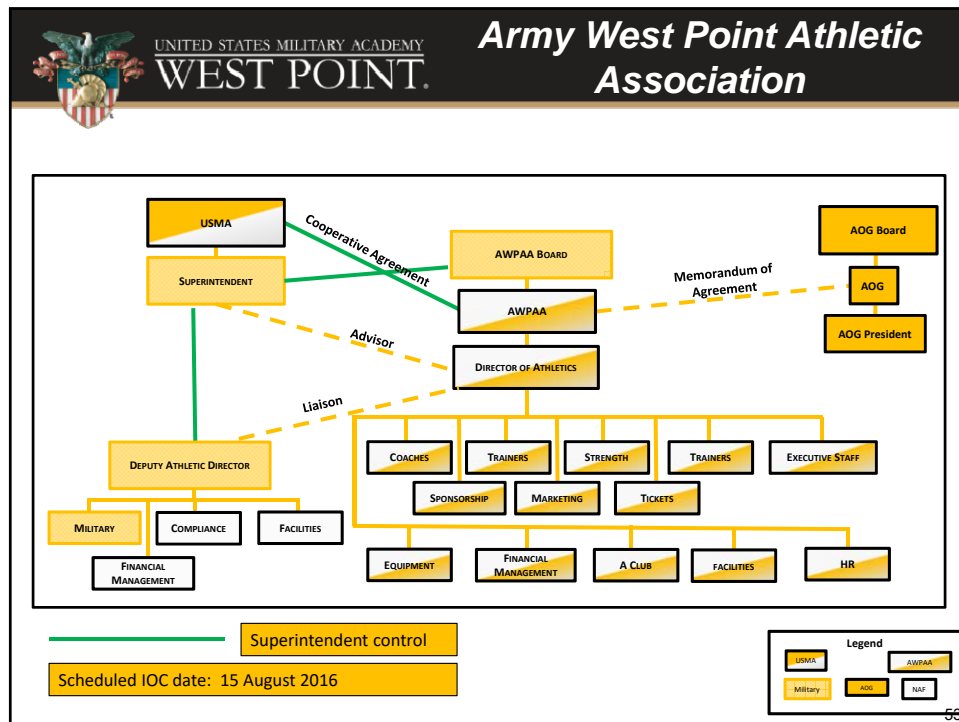 UNITED STATES MILITARY ACADEMY
WEST POINT.
Army West Point Athletic
Association
USMA
SUPERINTENDENT
Cooperative Agreement
AWPAA BOARD
AWPAA
DIRECTOR OF ATHLETICS
Memorandum of
Agreement
AOG Board
AOG
AOG President
Advisor
Liaison
DEPUTY ATHLETIC DIRECTOR
MILITARY
COMPLIANCE
FACILITIES
FINANCIAL
MANAGEMENT
COACHES
TRAINERS
STRENGTH
TRAINERS
EXECUTIVE STAFF
SPONSORSHIP
MARKETING
TICKETS
EQUIPMENT
FINANCIAL
MANAGEMENT
A CLUB
FACILITIES
HR
Superintendent control
Scheduled IOC date: 15 August 2016
Legend
USMA
AWPAA
Military
AOG
NAF